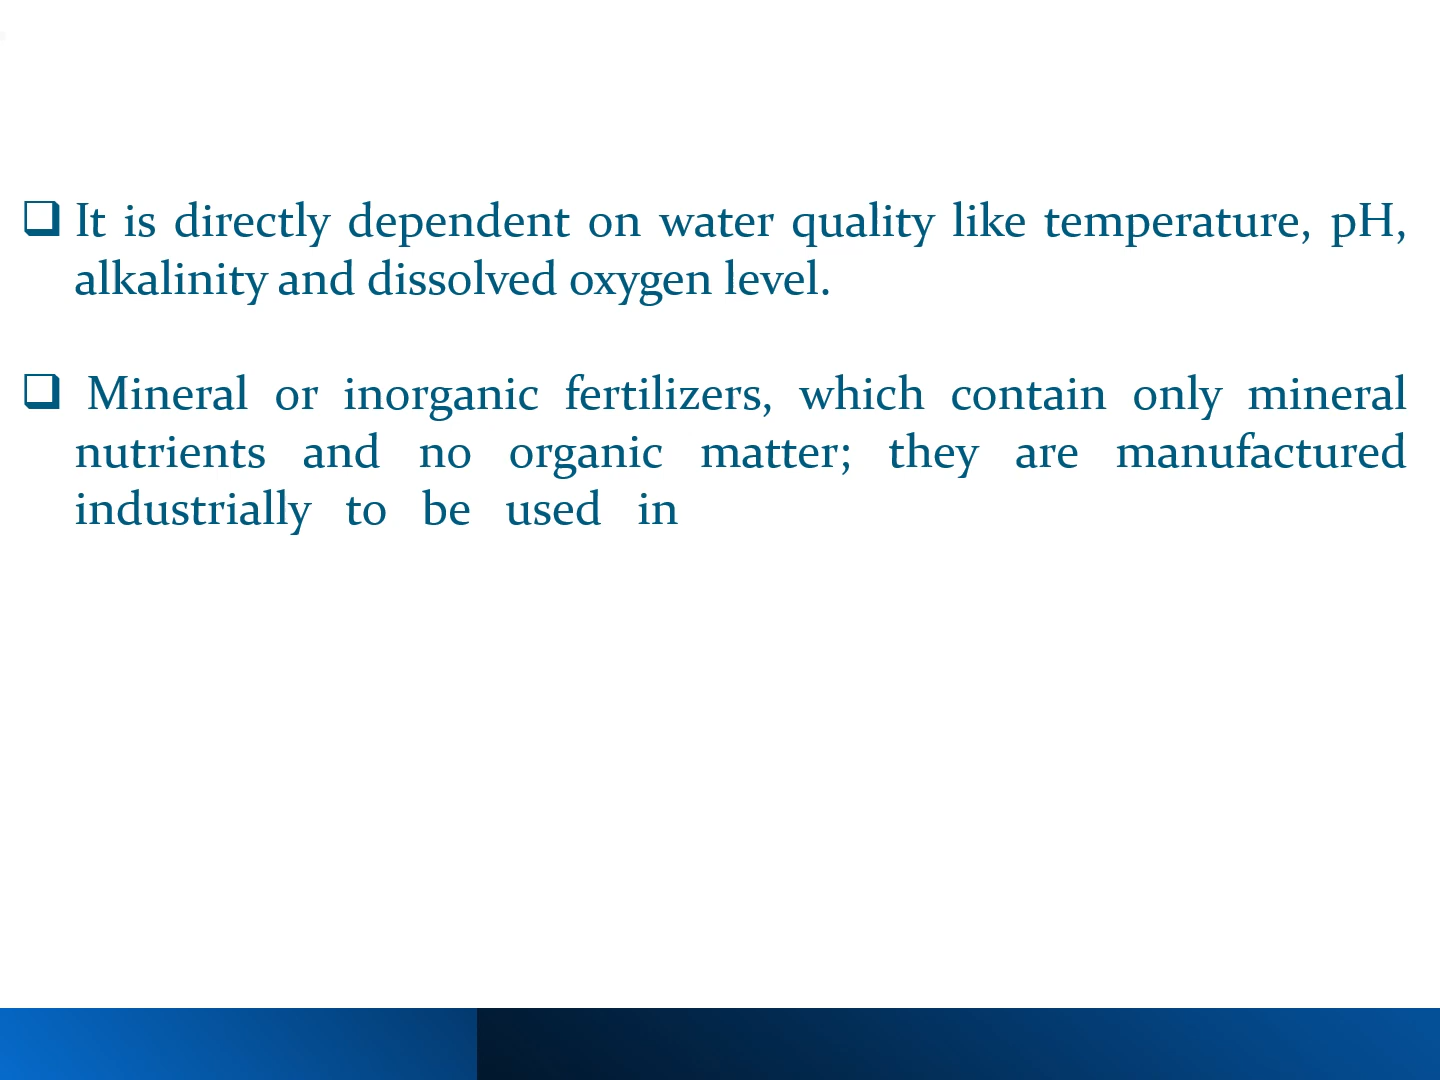 ❑ It is directly dependent on water quality like temperature, pH,
alkalinity and dissolved oxygen level.
❑ Mineral or inorganic fertilizers, which contain only mineral
nutrients and no organic matter; they are manufactured
industrially to be used in